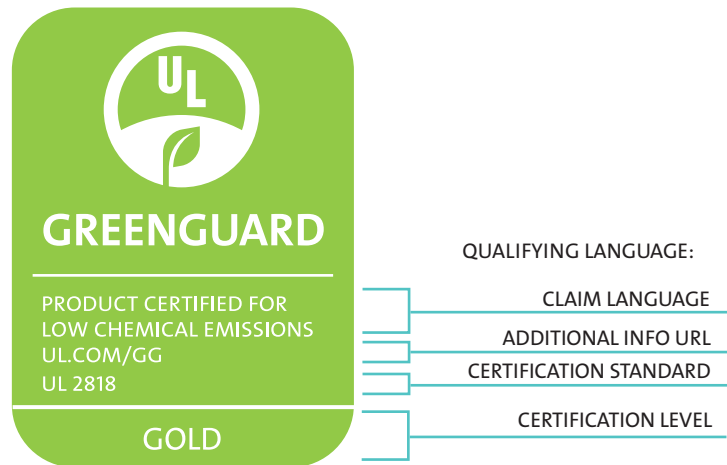 UL
GREENGUARD
PRODUCT CERTIFIED FOR
LOW CHEMICAL EMISSIONS
UL.COM/GG
UL 2818
GOLD
QUALIFYING LANGUAGE:
CLAIM LANGUAGE
ADDITIONAL INFO URL
CERTIFICATION STANDARD
CERTIFICATION LEVEL